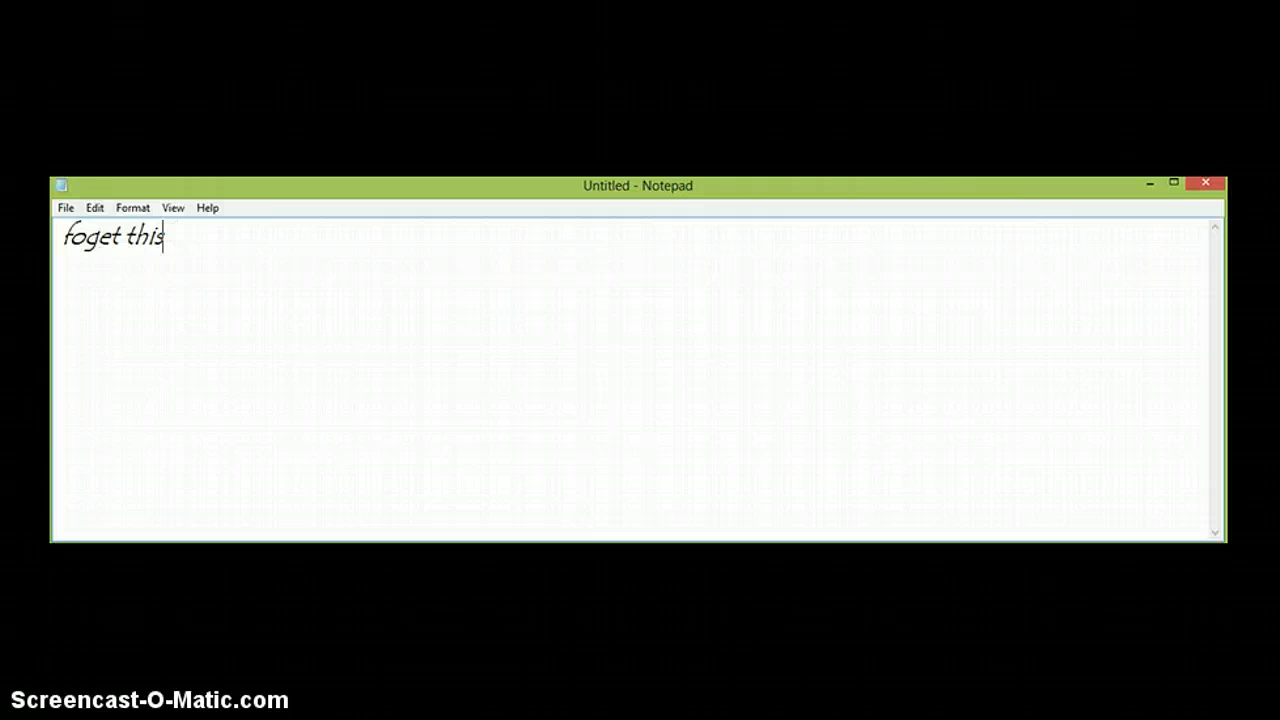 Untitled - Notepad
File Edit Format View Help
foget this
Screencast-O-Matic.com